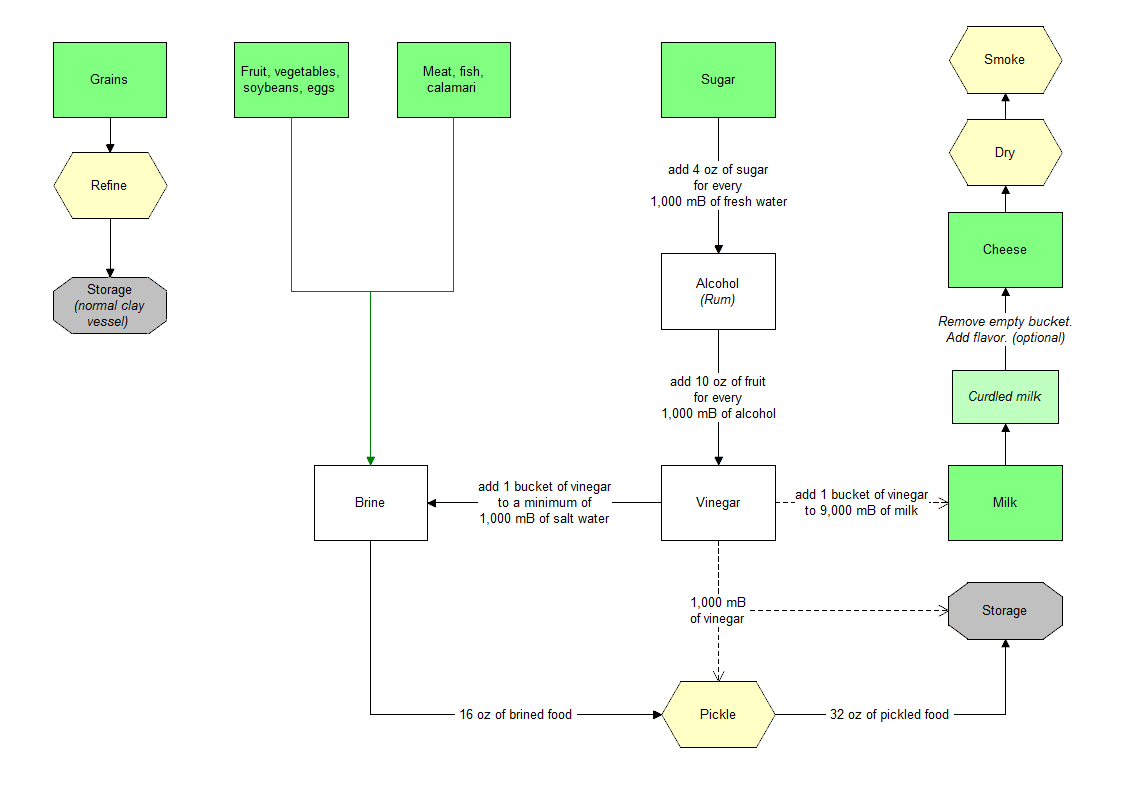 Grains
Refine
Storage
(normal clay
vessel)
Fruit, vegetables,
soybeans, eggs
Meat, fish,
calamari
Sugar
add 4 oz of sugar
for every
1,000 mB of fresh water
Alcohol
(Rum)
add 10 oz of fruit
for every
1,000 mB of alcohol
Smoke
Dry
Cheese
Remove empty bucket.
Add flavor. (optional)
Curdled milk
Brine
add 1 bucket of vinegar
to a minimum of
1,000 mB of salt water
Vinegar
add 1 bucket of vinegar
to 9,000 mB of milk
Milk
1,000 mB
of vinegar
Storage
16 oz of brined food
Pickle
32 oz of pickled food